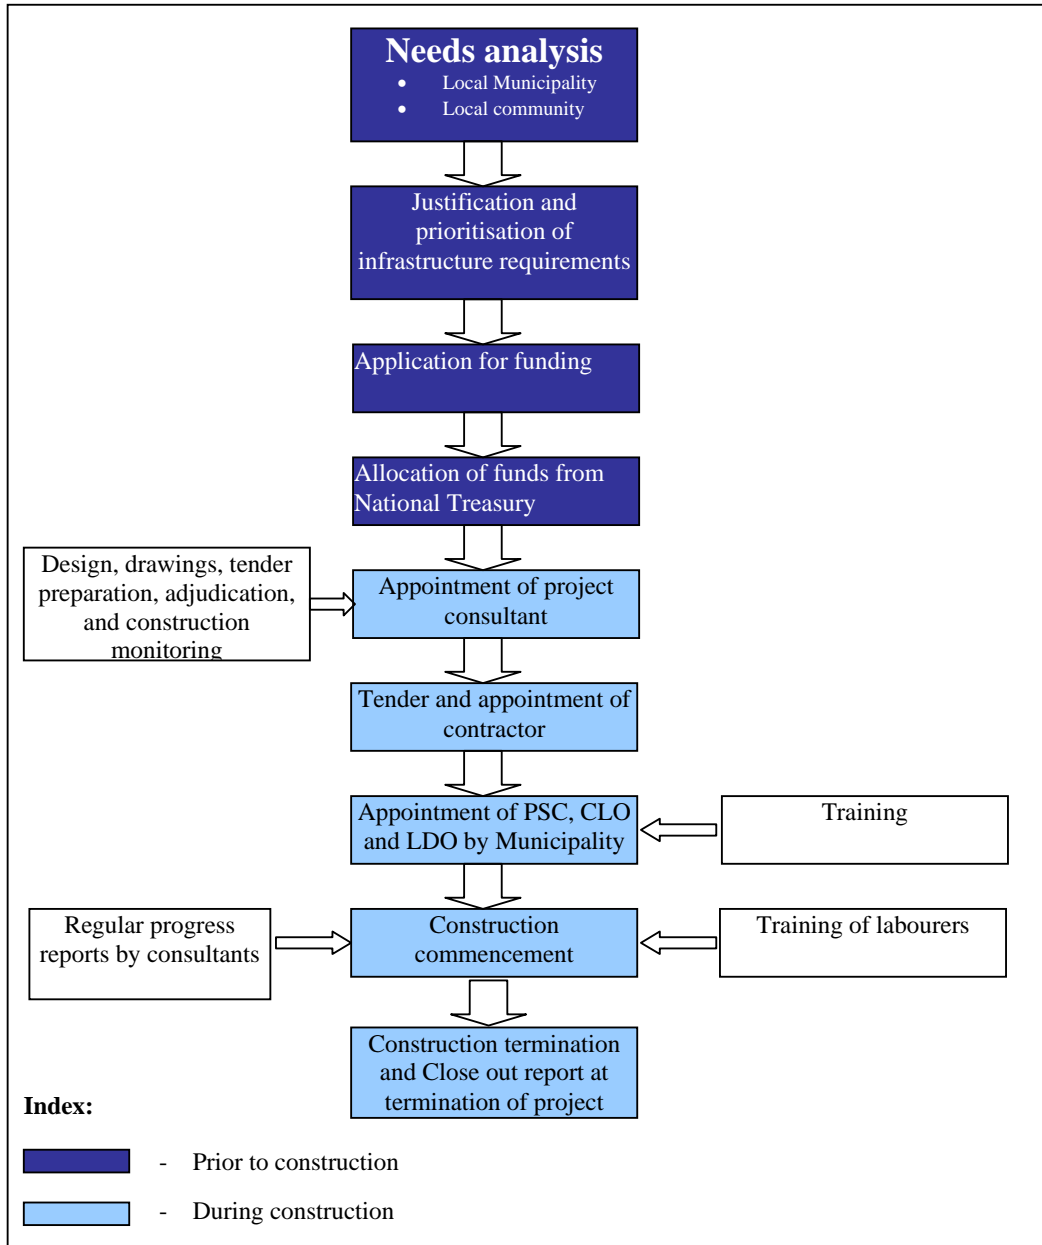 Needs analysis
• Local Municipality
• Local community
Justification and
prioritisation of
infrastructure requirements
Application for funding
Allocation of funds from
National Treasury
Design, drawings, tender
preparation, adjudication,
and construction
monitoring
Appointment of project
consultant
Tender and appointment of
contractor
Appointment of PSC, CLO
and LDO by Municipality
Training
Regular progress
reports by consultants
Construction
commencement
Training of labourers
Construction termination
and Close out report at
termination of project
Index:
- Prior to construction
- During construction